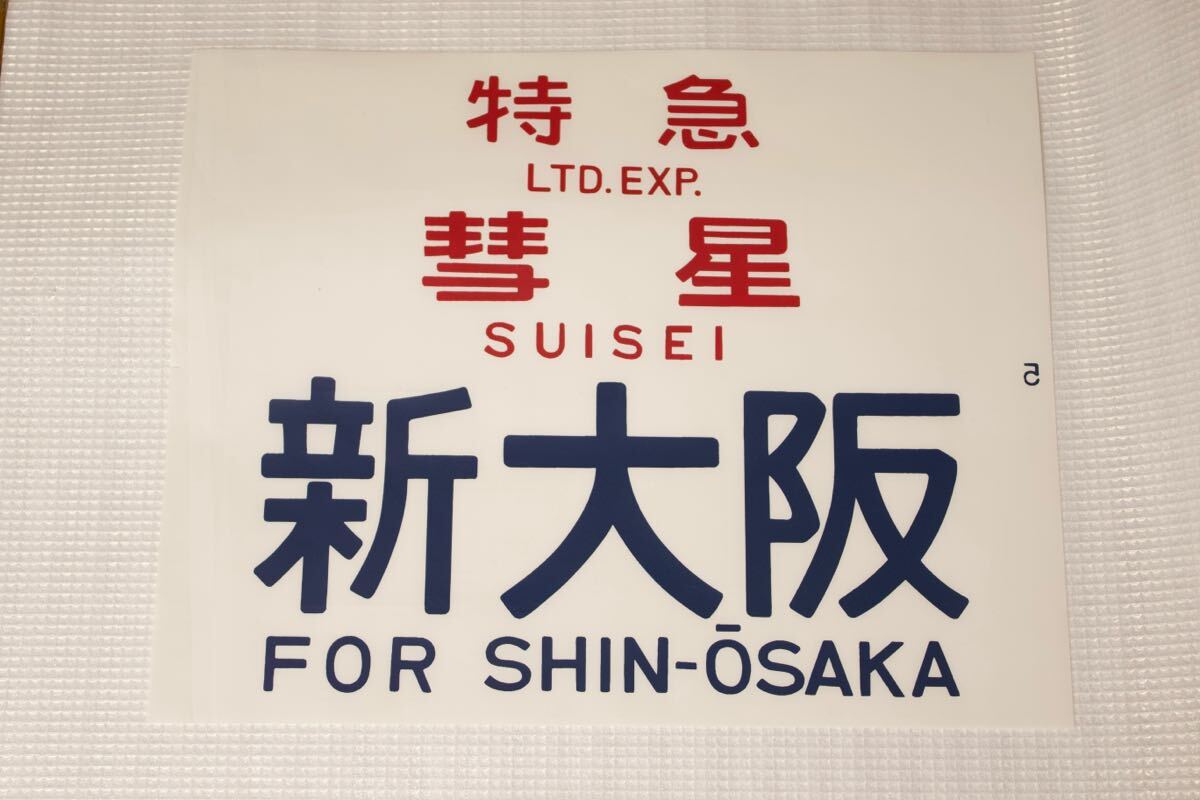 特急
LTD. EXP.
彗星
SUISEI
新大阪
FOR SHIN-ŌSAKA